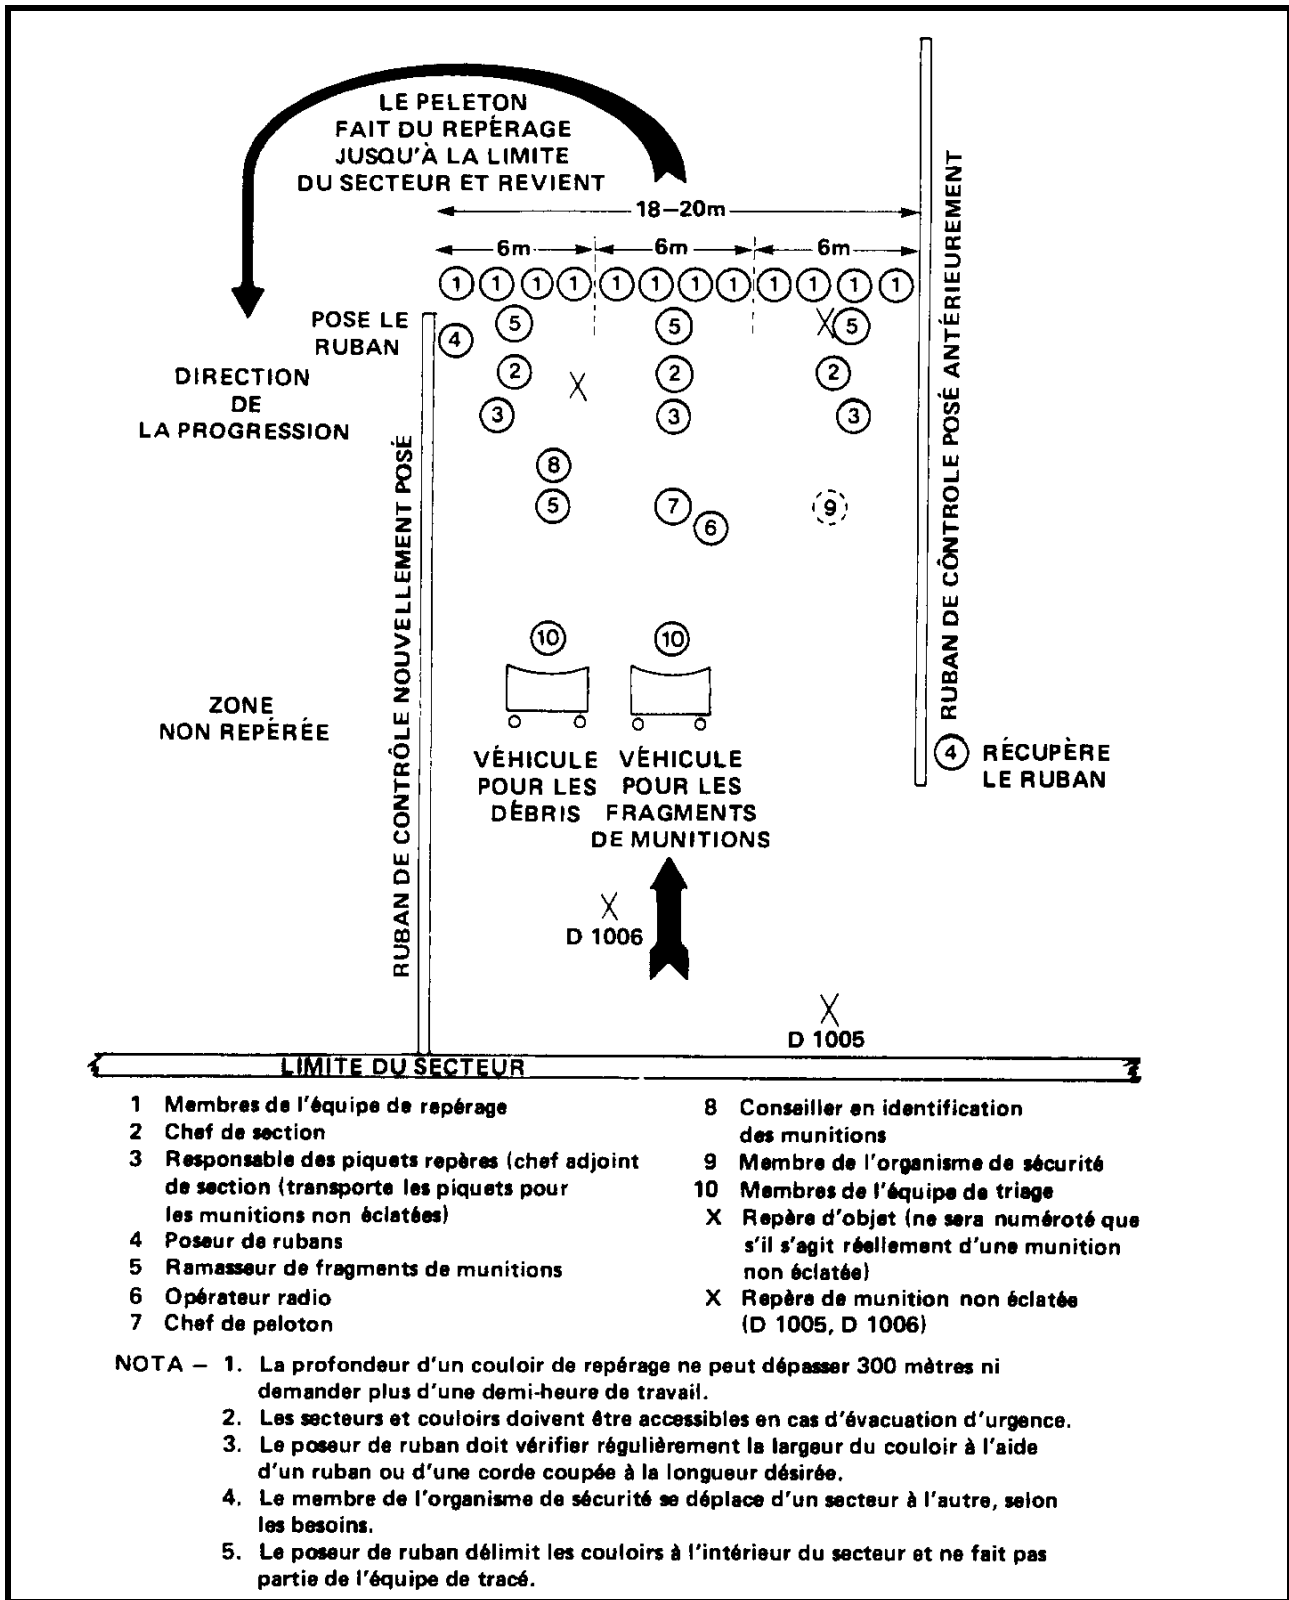 LE PELETON
FAIT DU REPÉRAGE
JUSQU'À LA LIMITE
DU SECTEUR ET REVIENT
18–20m
6m 6m 6m
1 1 1 1 1 1 1 1 1 1 1 1
POSE LE
RUBAN
4 5 5 X 5
2 X 2 2
3 3 3
DIRECTION
DE
LA PROGRESSION
8
5 7 6 9
RUBAN DE CONTRÔLE NOUVELLEMENT POSÉ
RUBAN DE CÔNTROLE POSÉ ANTÉRIEUREMENT
10 10
ZONE
NON REPÉRÉE
VÉHICULE
POUR LES
DÉBRIS
VÉHICULE
POUR LES
FRAGMENTS
DE MUNITIONS
4 RÉCUPÈRE
LE RUBAN
X
D 1006
X
D 1005
LIMITE DU SECTEUR
1 Membres de l'équipe de repérage
2 Chef de section
3 Responsable des piquets repères (chef adjoint
de section (transporte les piquets pour
les munitions non éclatées)
4 Poseur de rubans
5 Ramasseur de fragments de munitions
6 Opérateur radio
7 Chef de peloton
8 Conseiller en identification
des munitions
9 Membre de l'organisme de sécurité
10 Membres de l'équipe de triage
X Repère d'objet (ne sera numéroté que
s'il s'agit réellement d'une munition
non éclatée)
X Repère de munition non éclatée
(D 1005, D 1006)
NOTA – 1. La profondeur d'un couloir de repérage ne peut dépasser 300 mètres ni
demander plus d'une demi-heure de travail.
2. Les secteurs et couloirs doivent être accessibles en cas d'évacuation d'urgence.
3. Le poseur de ruban doit vérifier régulièrement la largeur du couloir à l'aide
d'un ruban ou d'une corde coupée à la longueur désirée.
4. Le membre de l'organisme de sécurité se déplace d'un secteur à l'autre, selon
les besoins.
5. Le poseur de ruban délimit les couloirs à l'intérieur du secteur et ne fait pas
partie de l'équipe de tracé.